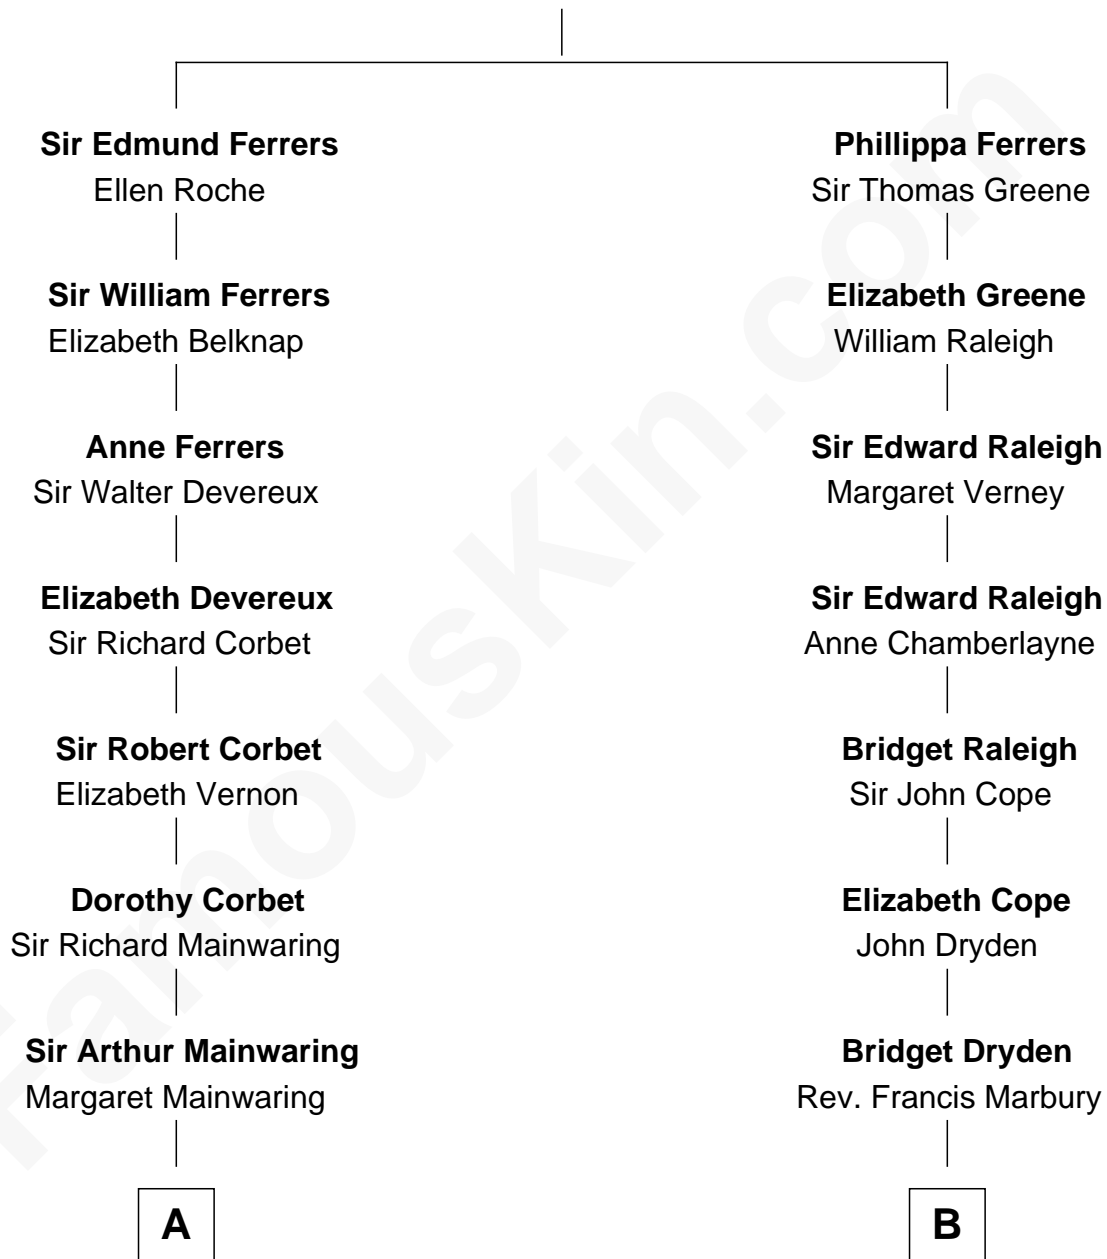 Sir Edmund Ferrers
Ellen Roche
Sir William Ferrers
Elizabeth Belknap
Anne Ferrers
Sir Walter Devereux
Elizabeth Devereux
Sir Richard Corbet
Sir Robert Corbet
Elizabeth Vernon
Dorothy Corbet
Sir Richard Mainwaring
Sir Arthur Mainwaring
Margaret Mainwaring
A
Phillippa Ferrers
Sir Thomas Greene
Elizabeth Greene
William Raleigh
Sir Edward Raleigh
Margaret Verney
Sir Edward Raleigh
Anne Chamberlayne
Bridget Raleigh
Sir John Cope
Elizabeth Cope
John Dryden
Bridget Dryden
Rev. Francis Marbury
B
FamousKin.com